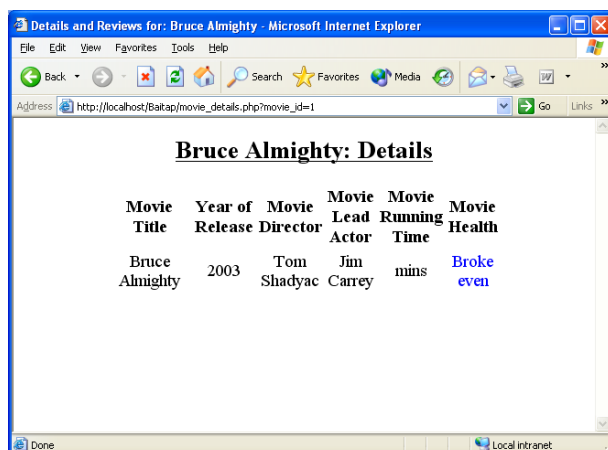 Details and Reviews for: Bruce Almighty - Microsoft Internet Explorer
File Edit View Favorites Tools Help
Back Search Favorites Media W »
Address http://localhost/Baitap/movie_details.php?movie_id=1 Go Links »
Bruce Almighty: Details
Movie Title Year of Release Movie Director Movie Lead Actor Movie Running Time Movie Health
Bruce Almighty 2003 Tom Shadyac Jim Carrey mins Broke even
Done Local intranet